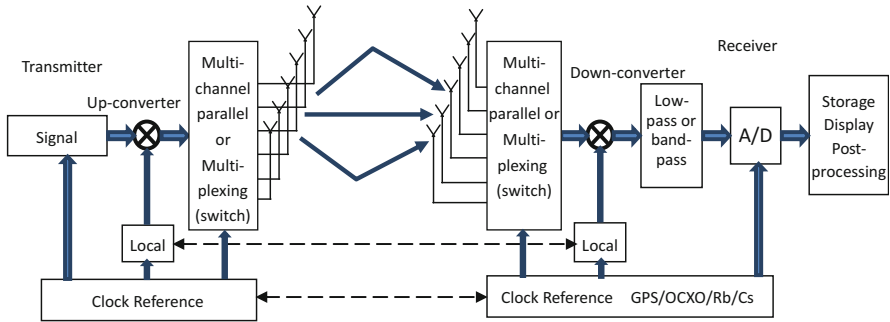 Transmitter
Up-converter
Signal
Multi-
channel
parallel
or
Multi-
plexing
(switch)
Local
Clock Reference
Multi-
channel
parallel or
Multi-
plexing
(switch)
Receiver
Down-converter
Low-
pass or
band-
pass
A/D
Storage
Display
Post-
processing
Local
Clock Reference GPS/OCXO/Rb/Cs